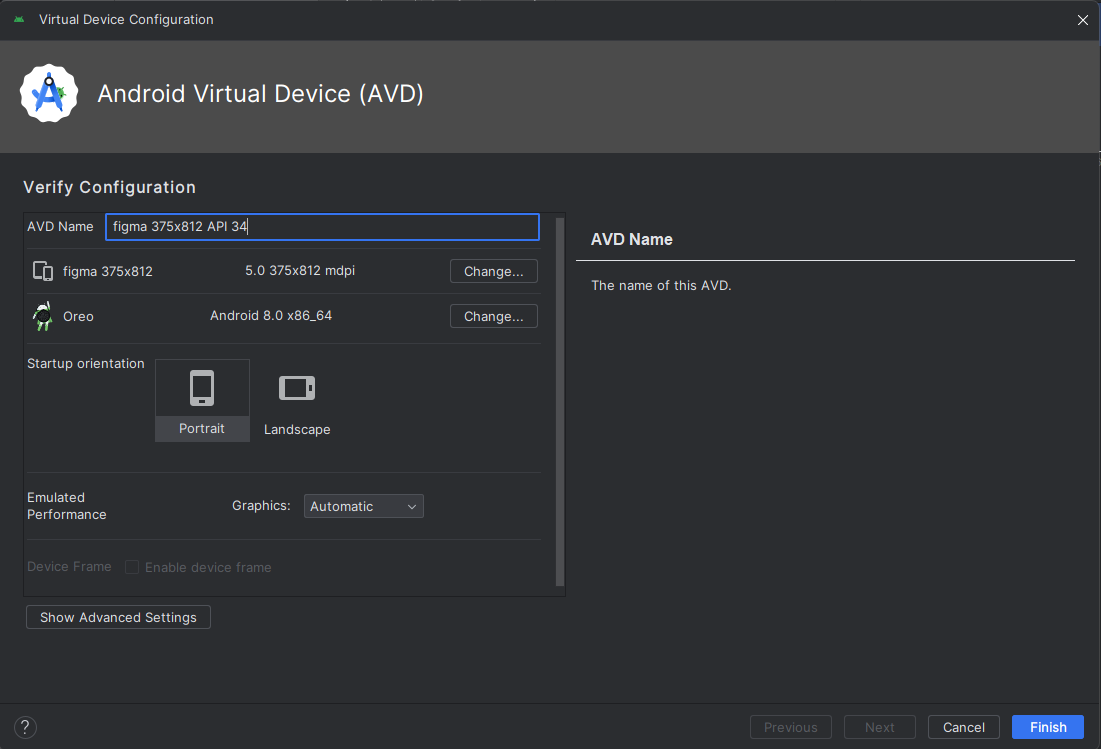 Virtual Device Configuration
Android Virtual Device (AVD)
Verify Configuration
AVD Name figma 375x812 API 34
figma 375x812 5.0 375x812 mdpi Change...
Oreo Android 8.0 x86_64 Change...
Startup orientation
Portrait
Landscape
Emulated
Performance
Graphics: Automatic
Device Frame Enable device frame
Show Advanced Settings
AVD Name
The name of this AVD.
?
Previous Next Cancel Finish